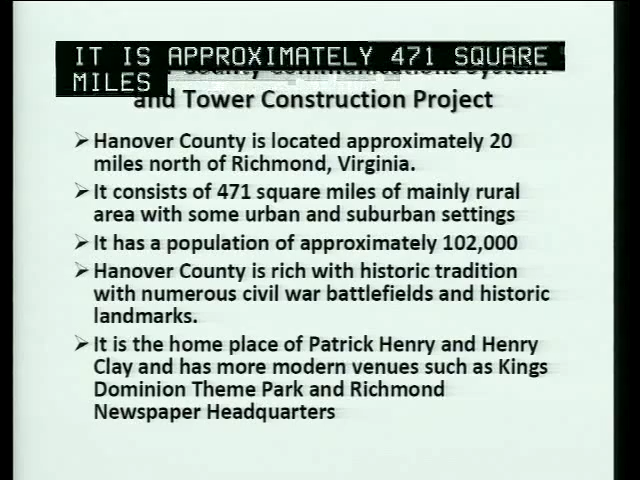 IT IS APPROXIMATELY 471 SQUARE
MILES
County Communications System
and Tower Construction Project
➢ Hanover County is located approximately 20
miles north of Richmond, Virginia.
➢ It consists of 471 square miles of mainly rural
area with some urban and suburban settings
➢ It has a population of approximately 102,000
➢ Hanover County is rich with historic tradition
with numerous civil war battlefields and historic
landmarks.
➢ It is the home place of Patrick Henry and Henry
Clay and has more modern venues such as Kings
Dominion Theme Park and Richmond
Newspaper Headquarters